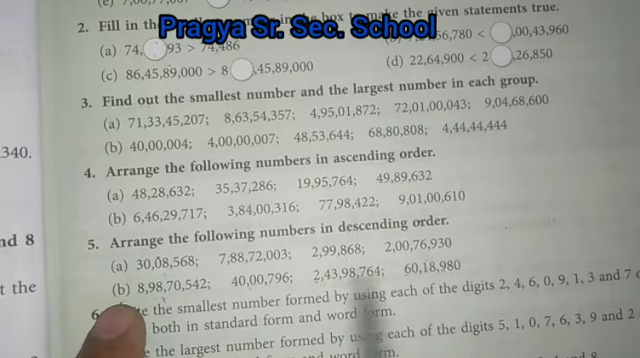 2. Fill in th
box to make the given statements true.
Pragya Sr. Sec. School
(a) 74, 93 > 74,486
56,780 < ,00,43,960
(c) 86,45,89,000 > 8 ,45,89,000
(d) 22,64,900 < 2 ,26,850
3. Find out the smallest number and the largest number in each group.
(a) 71,33,45,207; 8,63,54,357; 4,95,01,872; 72,01,00,043; 9,04,68,600
(b) 40,00,004; 4,00,00,007; 48,53,644; 68,80,808; 4,44,44,444
340.
4. Arrange the following numbers in ascending order.
(a) 48,28,632; 35,37,286; 19,95,764; 49,89,632
(b) 6,46,29,717; 3,84,00,316; 77,98,422; 9,01,00,610
nd 8
5. Arrange the following numbers in descending order.
(a) 30,08,568; 7,88,72,003; 2,99,868; 2,00,76,930
t the
(b) 8,98,70,542; 40,00,796; 2,43,98,764; 60,18,980
6. the smallest number formed by using each of the digits 2, 4, 6, 0, 9, 1, 3 and 7
both in standard form and word form.
the largest number formed by using each of the digits 5, 1, 0, 7, 6, 3, 9 and 2